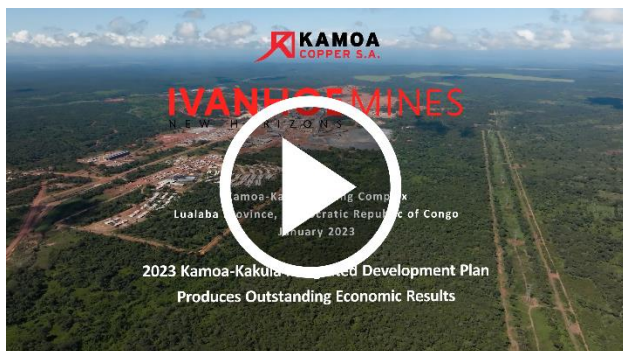 KAMOA
COPPER S.A.
IVANHOE MINES
NEW HORIZONS
Complex
Lualaba Province, Democratic Republic of Congo
January 2023
2023 Kamoa-Kakula Integrated Development Plan
Produces Outstanding Economic Results